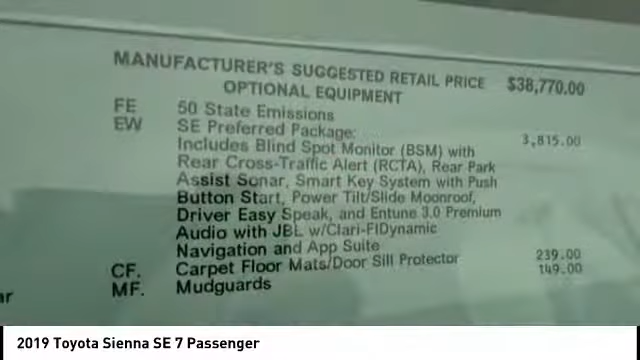 MANUFACTURER'S SUGGESTED RETAIL PRICE $38,770.00
OPTIONAL EQUIPMENT
FE 50 State Emissions
EW SE Preferred Package: 3,815.00
Includes Blind Spot Monitor (BSM) with
Rear Cross-Traffic Alert (RCTA), Rear Park
Assist Sonar, Smart Key System with Push
Button Start, Power Tilt/Slide Moonroof,
Driver Easy Speak, and Entune 3.0 Premium
Audio with JBL w/Clari-FIDynamic
Navigation and App Suite
CF. Carpet Floor Mats/Door Sill Protector 239.00
MF. Mudguards 149.00
ar
2019 Toyota Sienna SE 7 Passenger